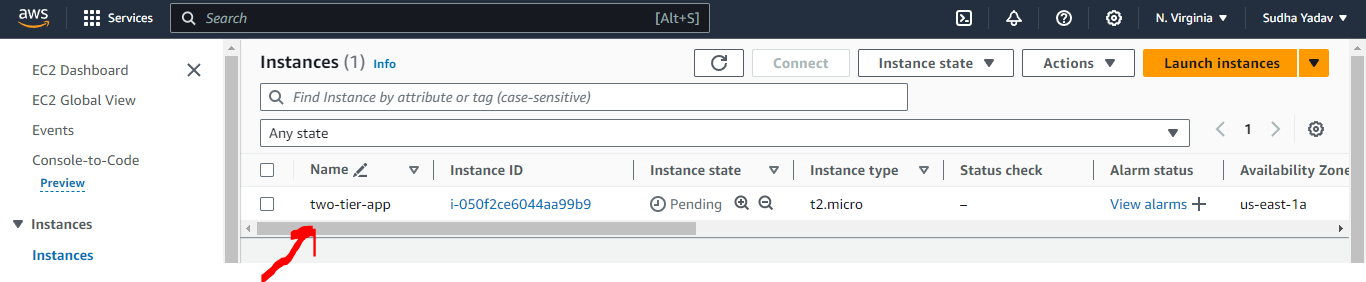 aws Services Search [Alt+S] N. Virginia Sudha Yadav
EC2 Dashboard
EC2 Global View
Events
Console-to-Code
Preview
Instances
Instances
Instances (1) Info Connect Instance state Actions Launch instances
Find Instance by attribute or tag (case-sensitive)
Any state 1
Name Instance ID Instance state Instance type Status check Alarm status Availability Zone
two-tier-app i-050f2ce6044aa99b9 Pending t2.micro – View alarms + us-east-1a